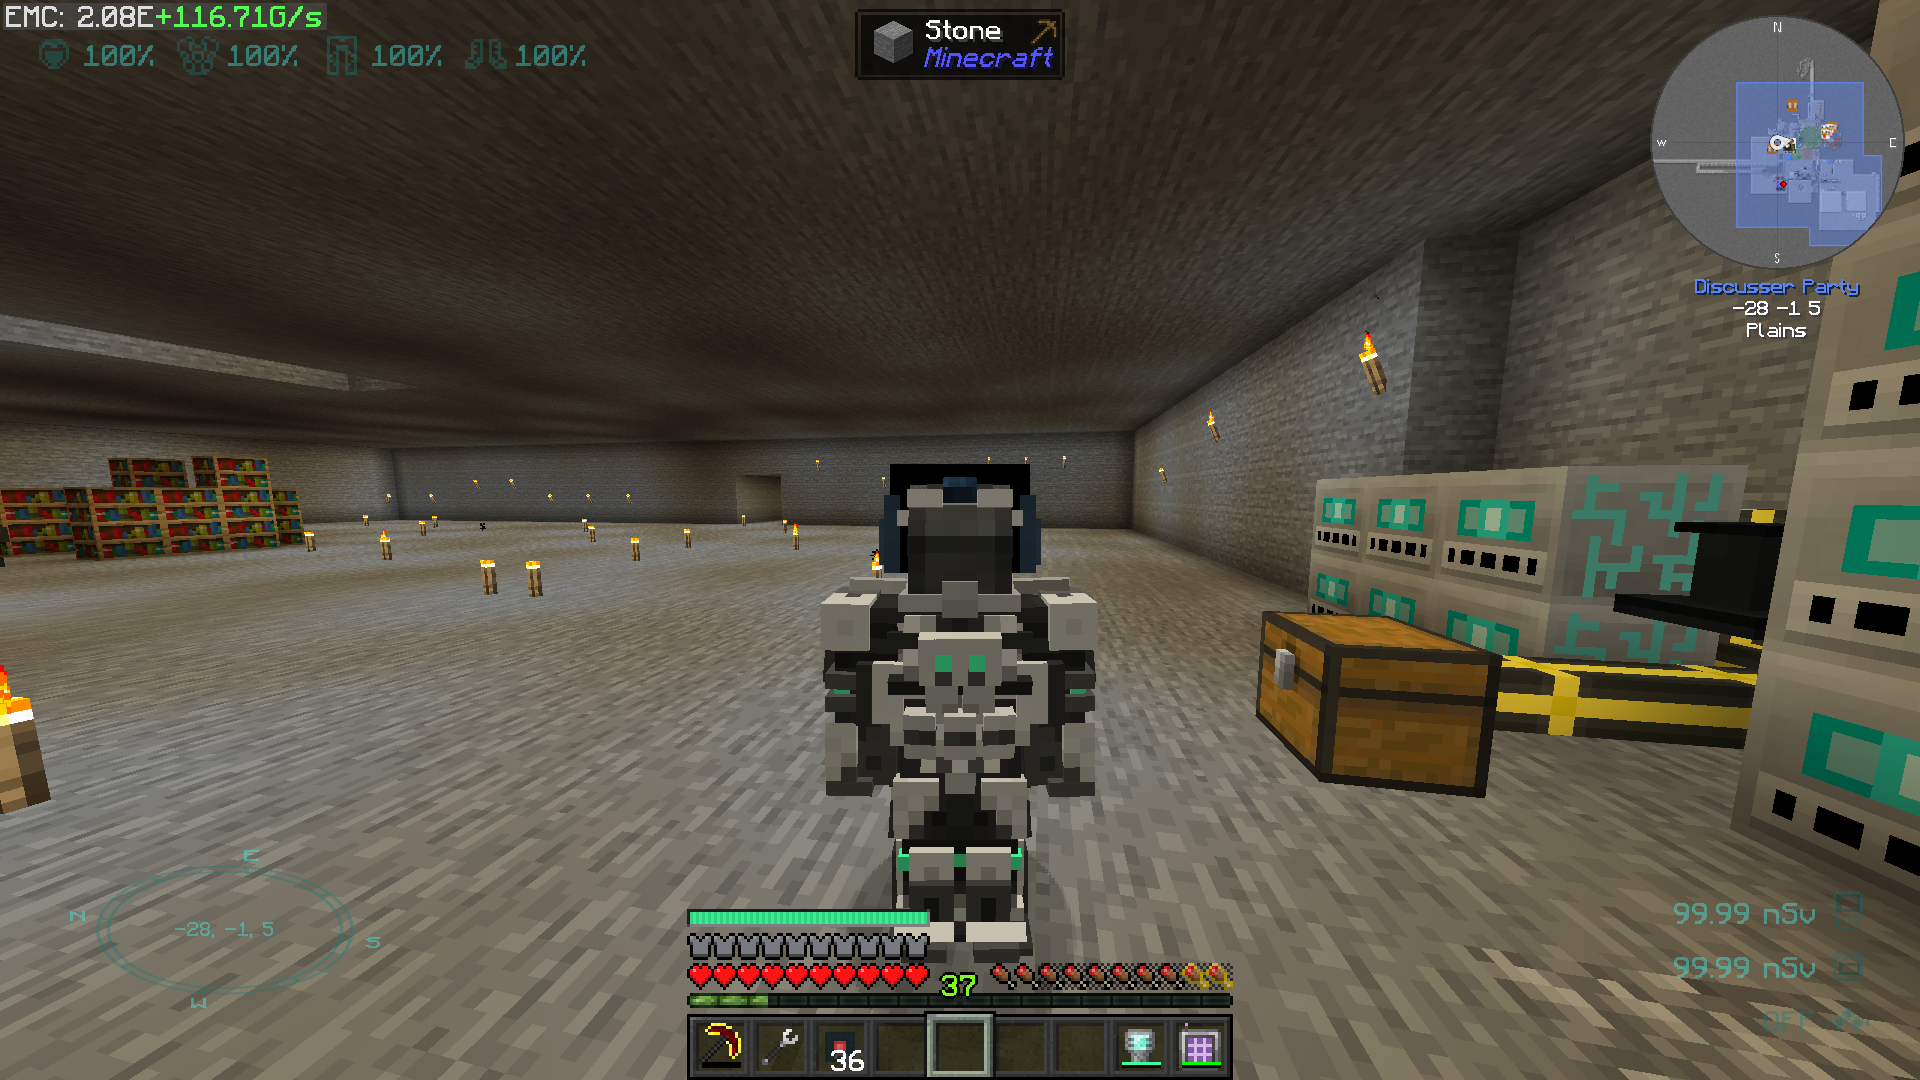 EMC: 2.08E+116.71G/s
100% 100% 100% 100%
Stone
Minecraft
N
W
E
S
Discusser Party
-28 -1 5
Plains
E
N
-28, -1, 5
S
W
99.99 nSv
99.99 nSv
OFF
37
36